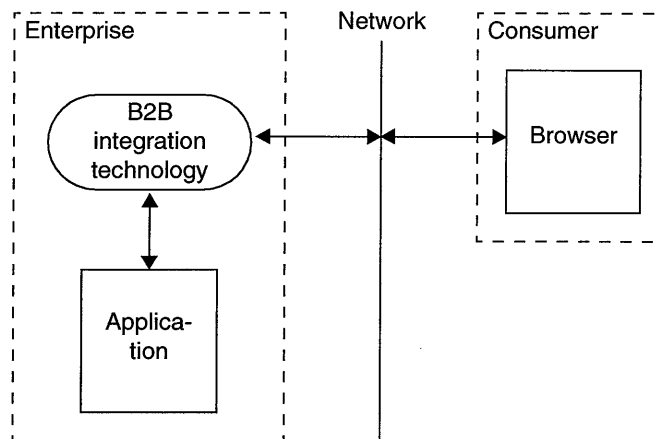 Enterprise
Network
Consumer
B2B
integration
technology
Browser
Applica-
tion